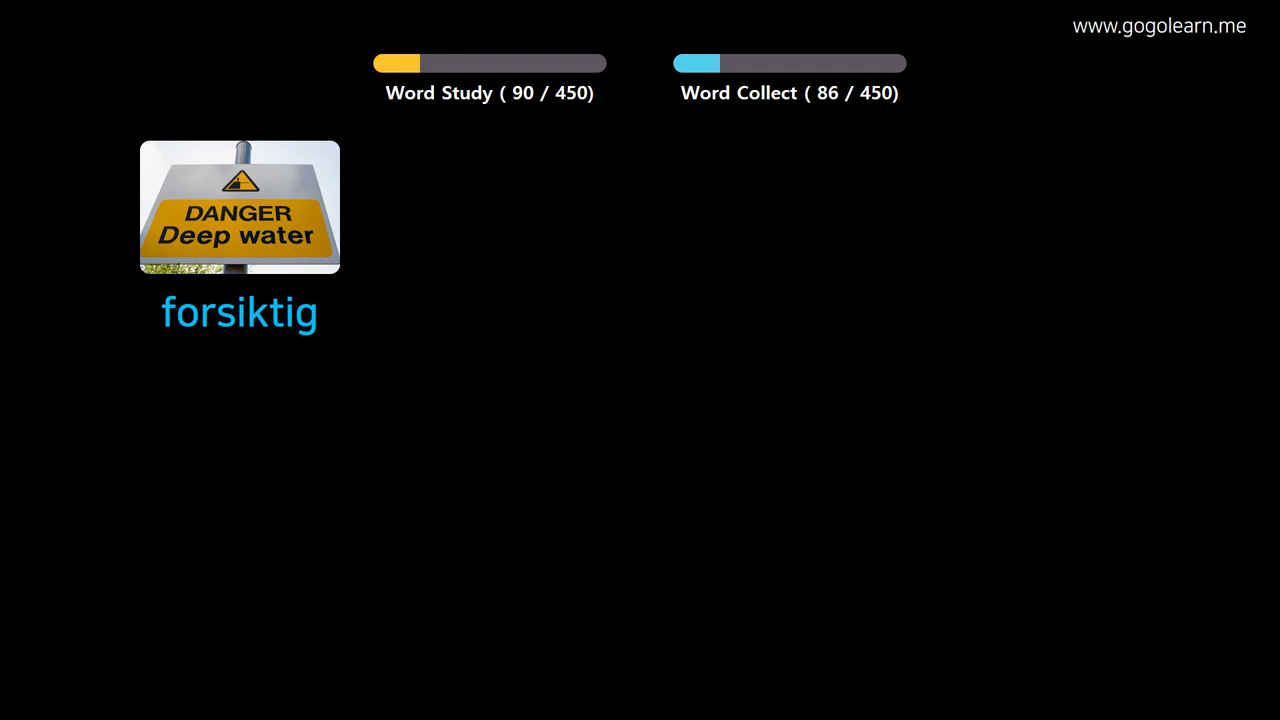 www.gogolearn.me
Word Study ( 90 / 450)
Word Collect ( 86 / 450)
DANGER
Deep water
forsiktig